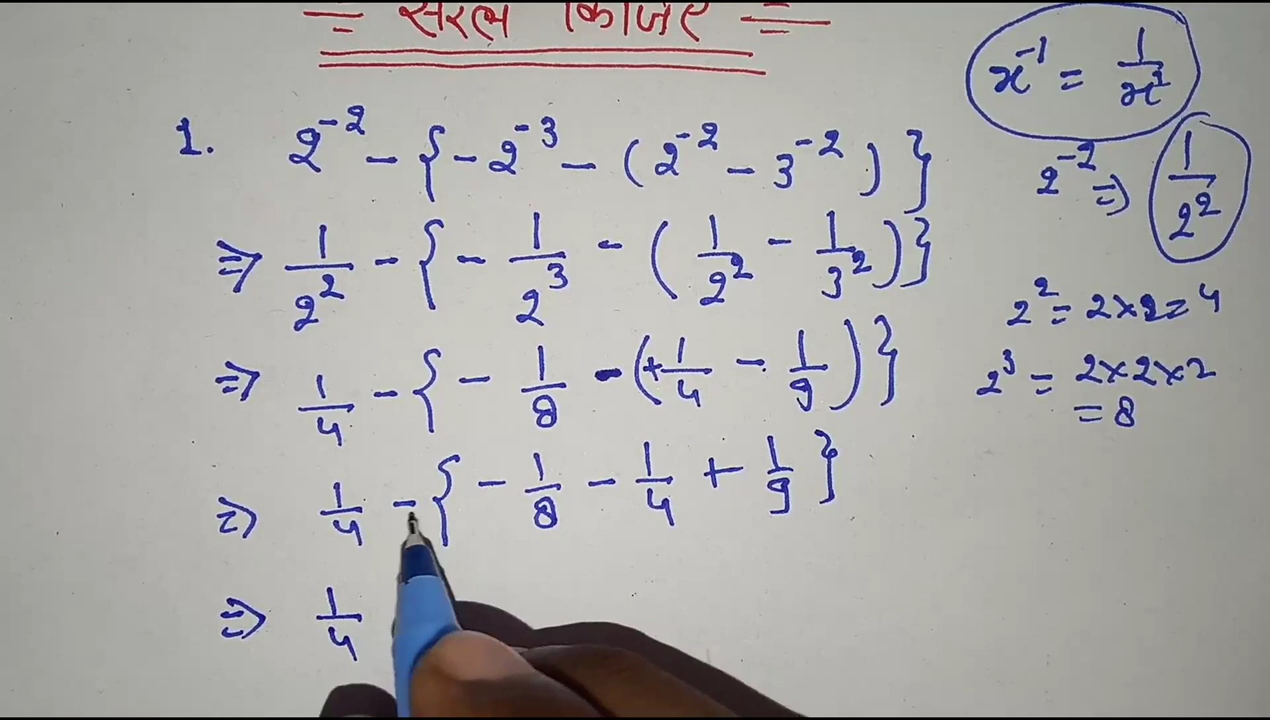 = सरल किजिए =
x⁻¹ = 1/x¹
1. 2⁻² - { - 2⁻³ - ( 2⁻² - 3⁻² ) }
2⁻² ⇒ 1/2²
⇒ 1/2² - { - 1/2³ - ( 1/2² - 1/3² ) }
2² = 2×2 = 4
⇒ 1/4 - { - 1/8 - ( + 1/4 - 1/9 ) }
2³ = 2×2×2
= 8
⇒ 1/4 - { - 1/8 - 1/4 + 1/9 }
⇒ 1/4